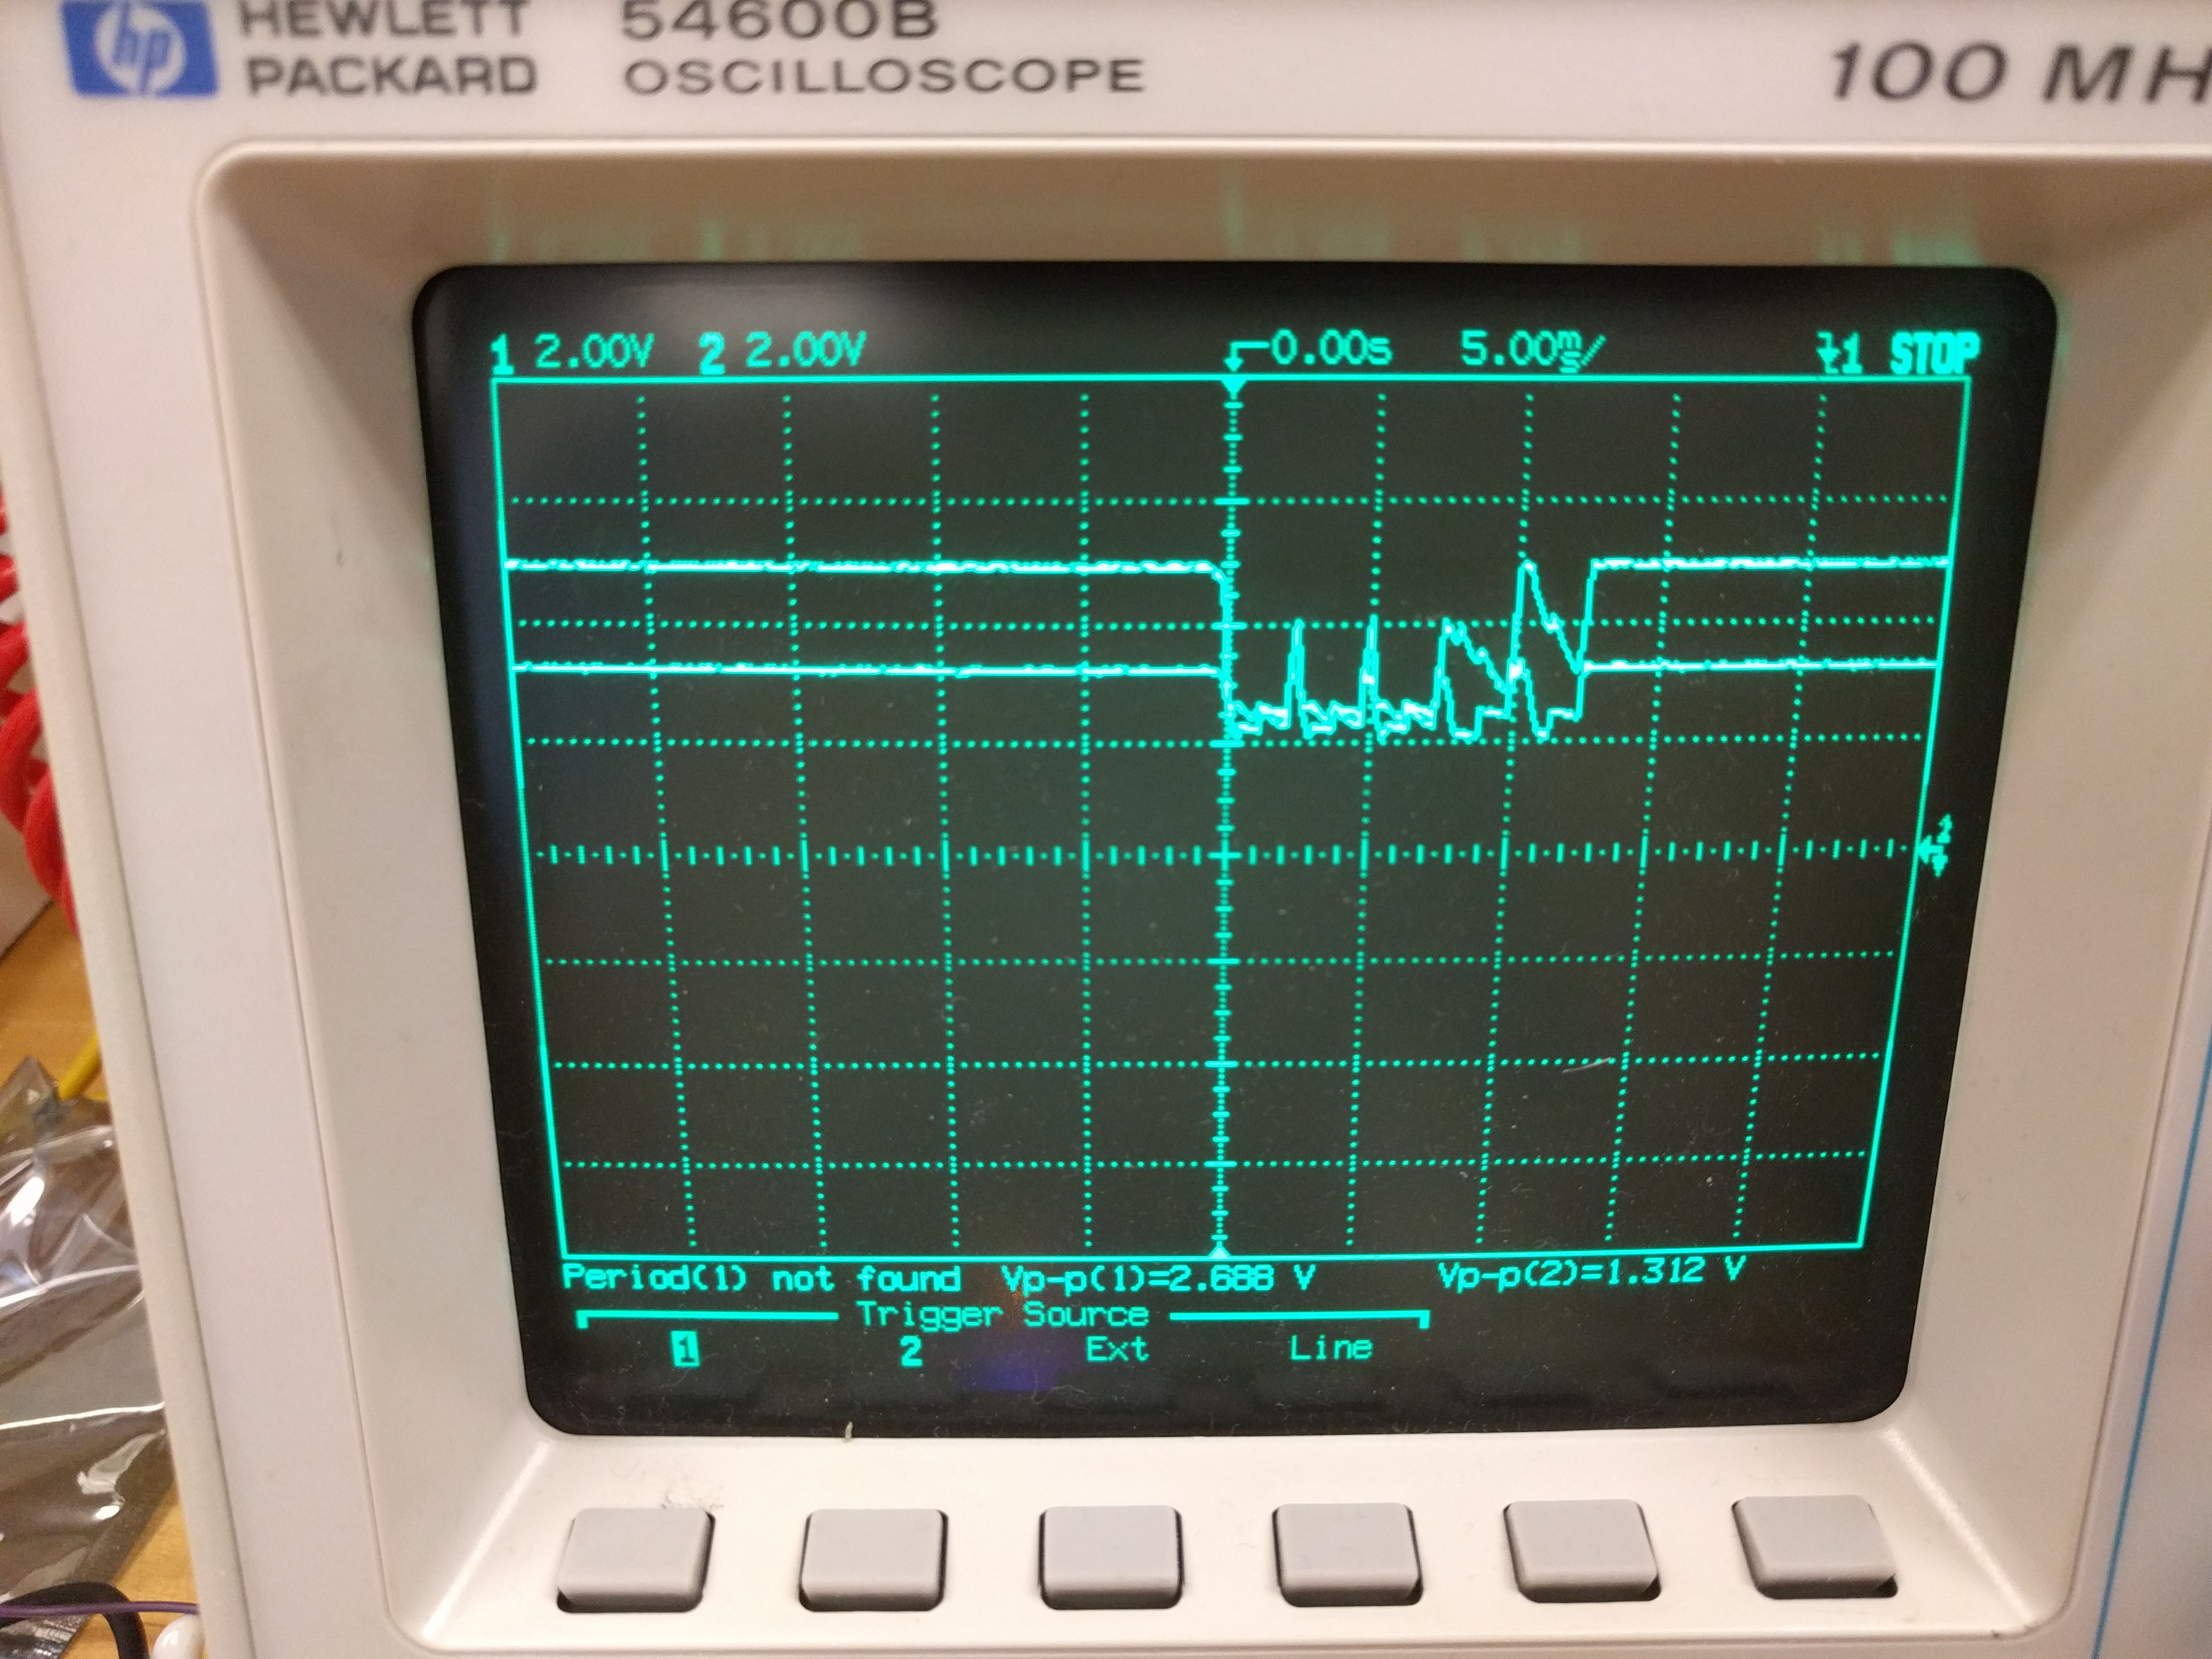 hp HEWLETT PACKARD 54600B OSCILLOSCOPE 100 MH
1 2.00V 2 2.00V 0.00s 5.00ms/ 1 STOP
Period(1) not found Vp-p(1)=2.688 V Vp-p(2)=1.312 V
Trigger Source
1 2 Ext Line